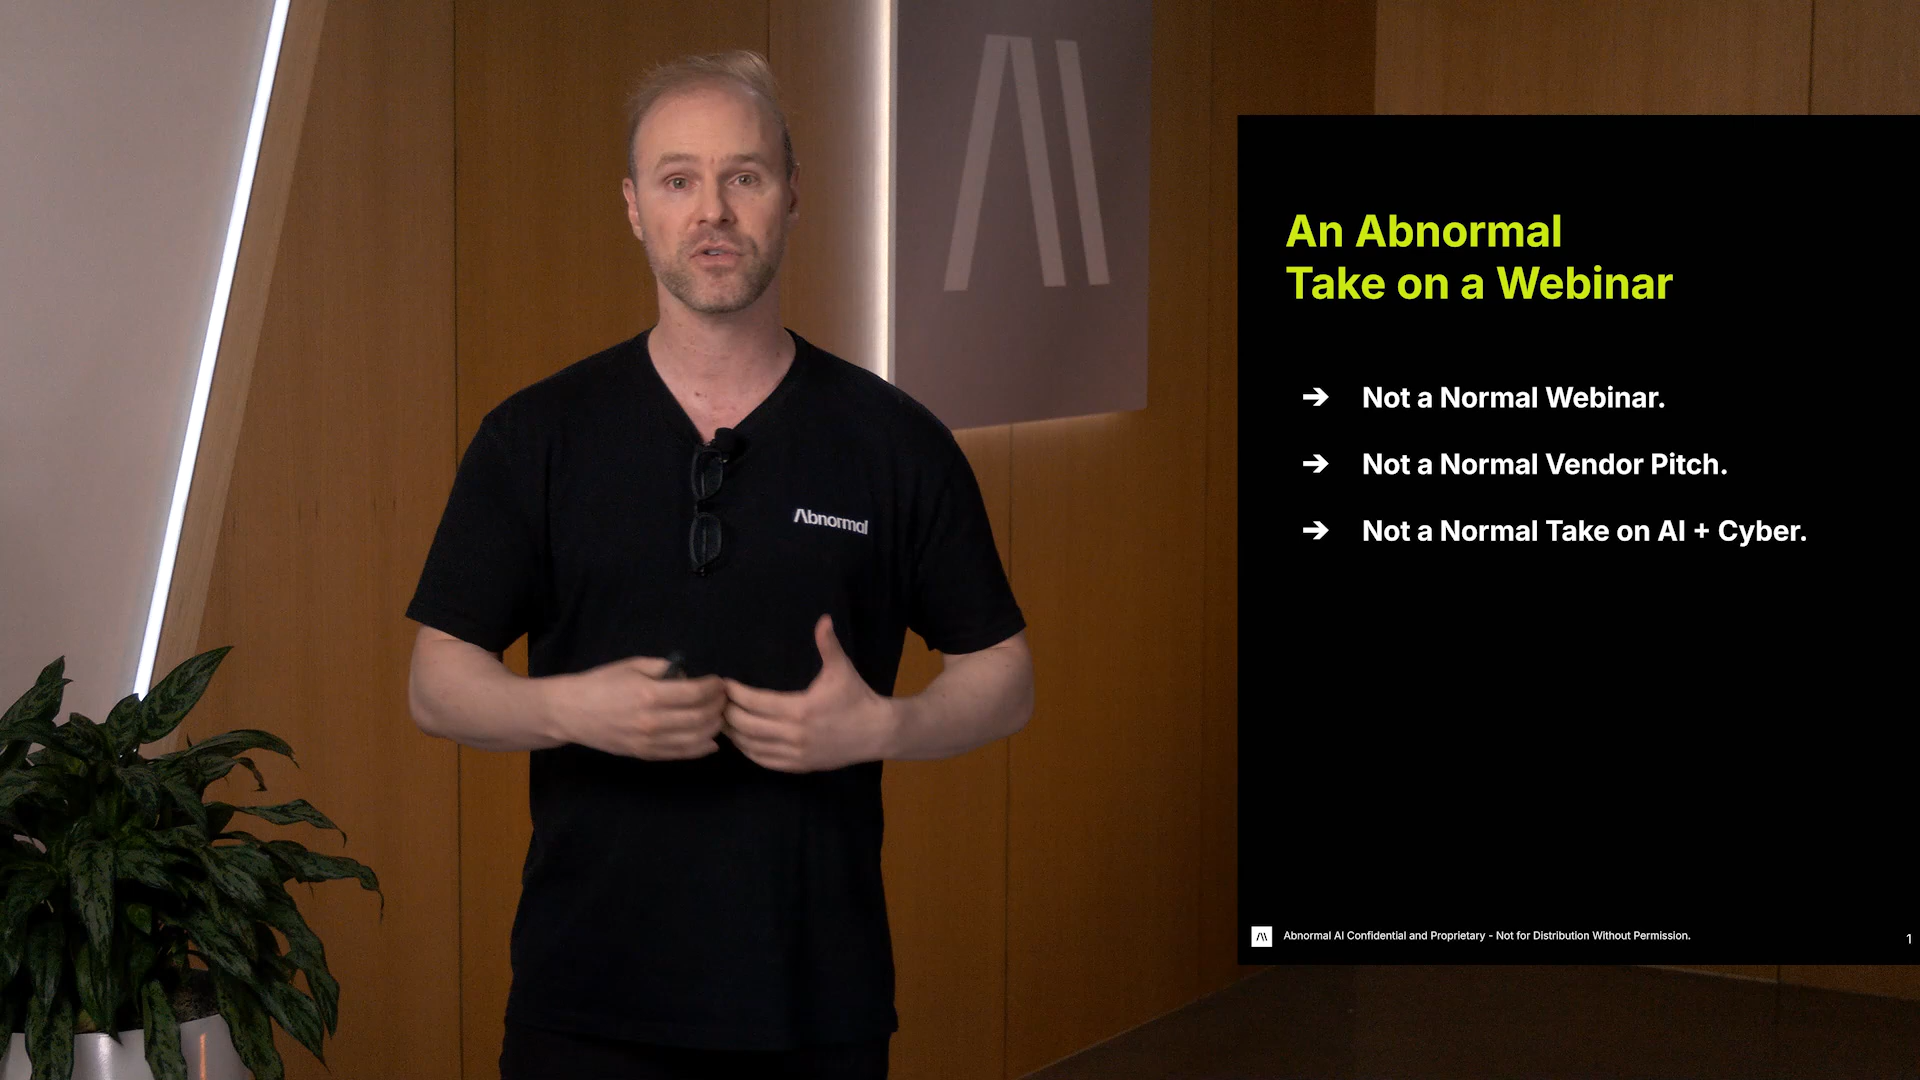 Abnormal
An Abnormal
Take on a Webinar
➔ Not a Normal Webinar.
➔ Not a Normal Vendor Pitch.
➔ Not a Normal Take on AI + Cyber.
Abnormal AI Confidential and Proprietary - Not for Distribution Without Permission.
1